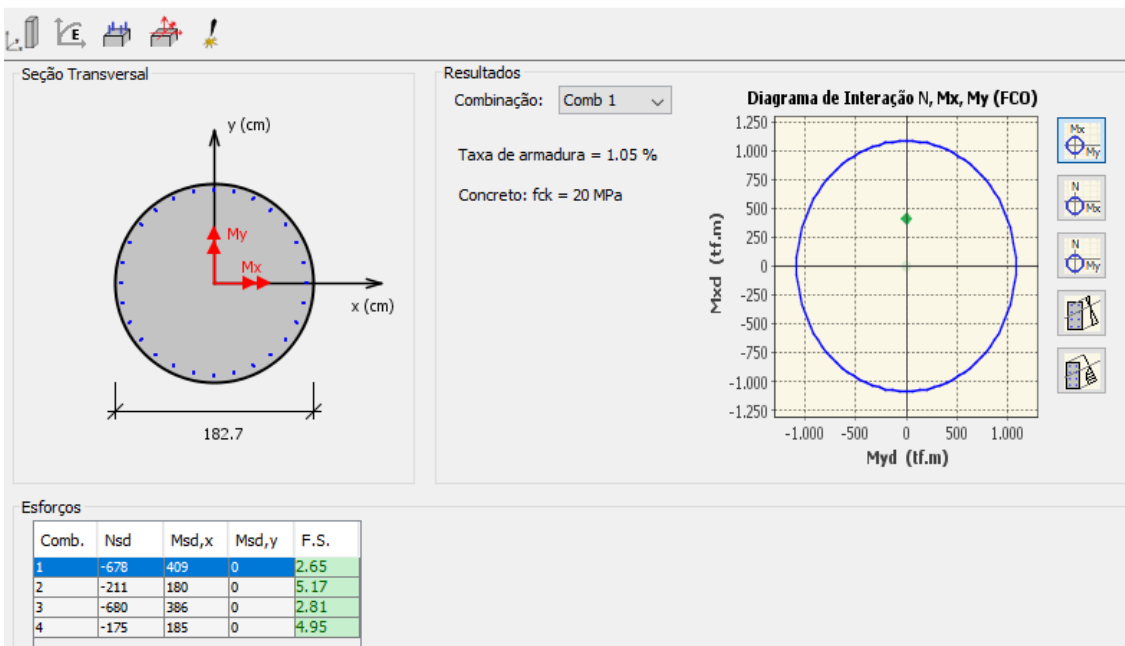 E
Seção Transversal
y (cm)
My
Mx
x (cm)
182.7
Resultados
Combinação: Comb 1
Taxa de armadura = 1.05 %
Concreto: fck = 20 MPa
Diagrama de Interação N, Mx, My (FCO)
1.250
1.000
750
500
250
0
-250
-500
-750
-1.000
-1.250
Mxd (tf.m)
-1.000 -500 0 500 1.000
Myd (tf.m)
Mx
My
N
Mx
N
My
Esforços
Comb. Nsd Msd,x Msd,y F.S.
1 -678 409 0 2.65
2 -211 180 0 5.17
3 -680 386 0 2.81
4 -175 185 0 4.95